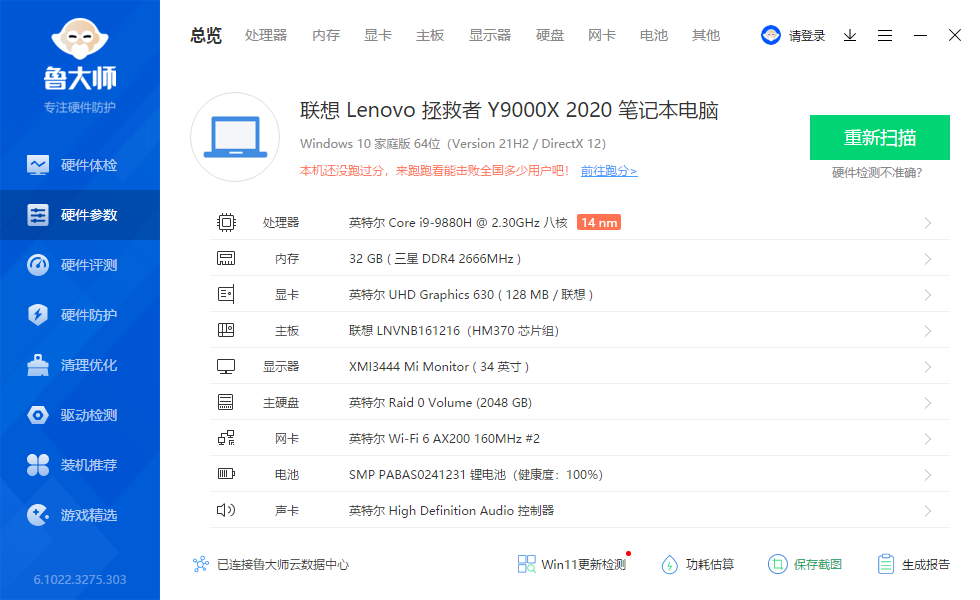 鲁大师
专注硬件防护
硬件体检
硬件参数
硬件评测
硬件防护
清理优化
驱动检测
装机推荐
游戏精选
6.1022.3275.303
总览 处理器 内存 显卡 主板 显示器 硬盘 网卡 电池 其他 请登录
联想 Lenovo 拯救者 Y9000X 2020 笔记本电脑
Windows 10 家庭版 64位（Version 21H2 / DirectX 12）
本机还没跑过分，来跑跑看能击败全国多少用户吧！ 前往跑分>
重新扫描
硬件检测不准确?
处理器 英特尔 Core i9-9880H @ 2.30GHz 八核 14 nm
内存 32 GB ( 三星 DDR4 2666MHz )
显卡 英特尔 UHD Graphics 630 ( 128 MB / 联想 )
主板 联想 LNVNB161216（HM370 芯片组）
显示器 XMI3444 Mi Monitor ( 34 英寸 )
主硬盘 英特尔 Raid 0 Volume (2048 GB)
网卡 英特尔 Wi-Fi 6 AX200 160MHz #2
电池 SMP PABAS0241231 锂电池（健康度：100%）
声卡 英特尔 High Definition Audio 控制器
已连接鲁大师云数据中心 Win11更新检测 功耗估算 保存截图 生成报告